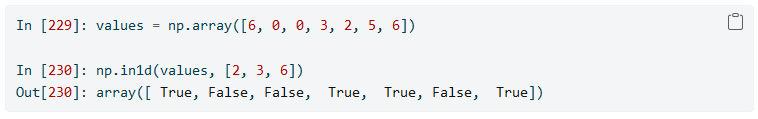 In [229]: values = np.array([6, 0, 0, 3, 2, 5, 6])
In [230]: np.in1d(values, [2, 3, 6])
Out[230]: array([ True, False, False,  True,  True, False,  True])